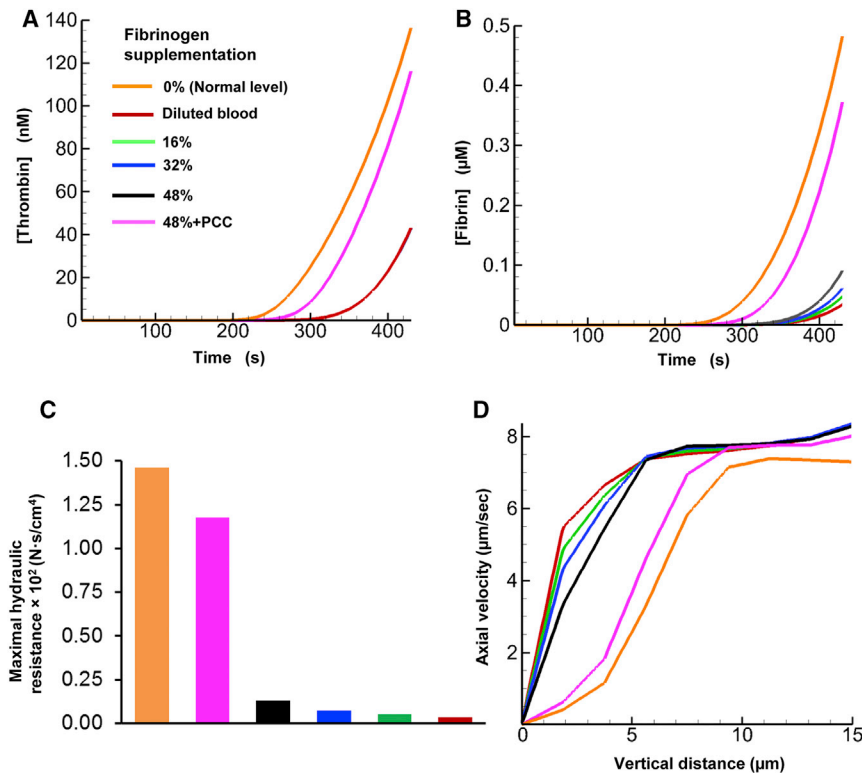 A
140
120
100
80
60
40
20
0
[Thrombin] (nM)
Fibrinogen
supplementation
0% (Normal level)
Diluted blood
16%
32%
48%
48%+PCC
100
200
300
400
Time (s)
B
0.5
0.4
0.3
0.2
0.1
0
[Fibrin] (µM)
100
200
300
400
Time (s)
C
1.50
1.25
1.00
0.75
0.50
0.25
0.00
Maximal hydraulic
resistance × 10² (N·s/cm⁴)
D
8
6
4
2
0
Axial velocity (µm/sec)
0
5
10
15
Vertical distance (µm)